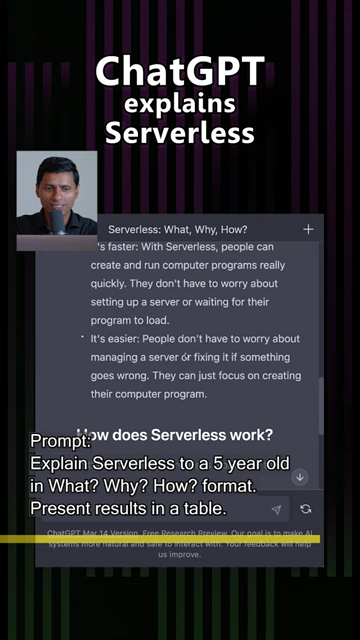 ChatGPT
explains
Serverless
Serverless: What, Why, How?
's faster: With Serverless, people can
create and run computer programs really
quickly. They don't have to worry about
setting up a server or waiting for their
program to load.
• It's easier: People don't have to worry about
managing a server or fixing it if something
goes wrong. They can just focus on creating
their computer program.
How does Serverless work?
Prompt:
Explain Serverless to a 5 year old
in What? Why? How? format.
Present results in a table.
ChatGPT Mar 14 Version. Free Research Preview. Our goal is to make AI
systems more natural and safe to interact with. Your feedback will help
us improve.